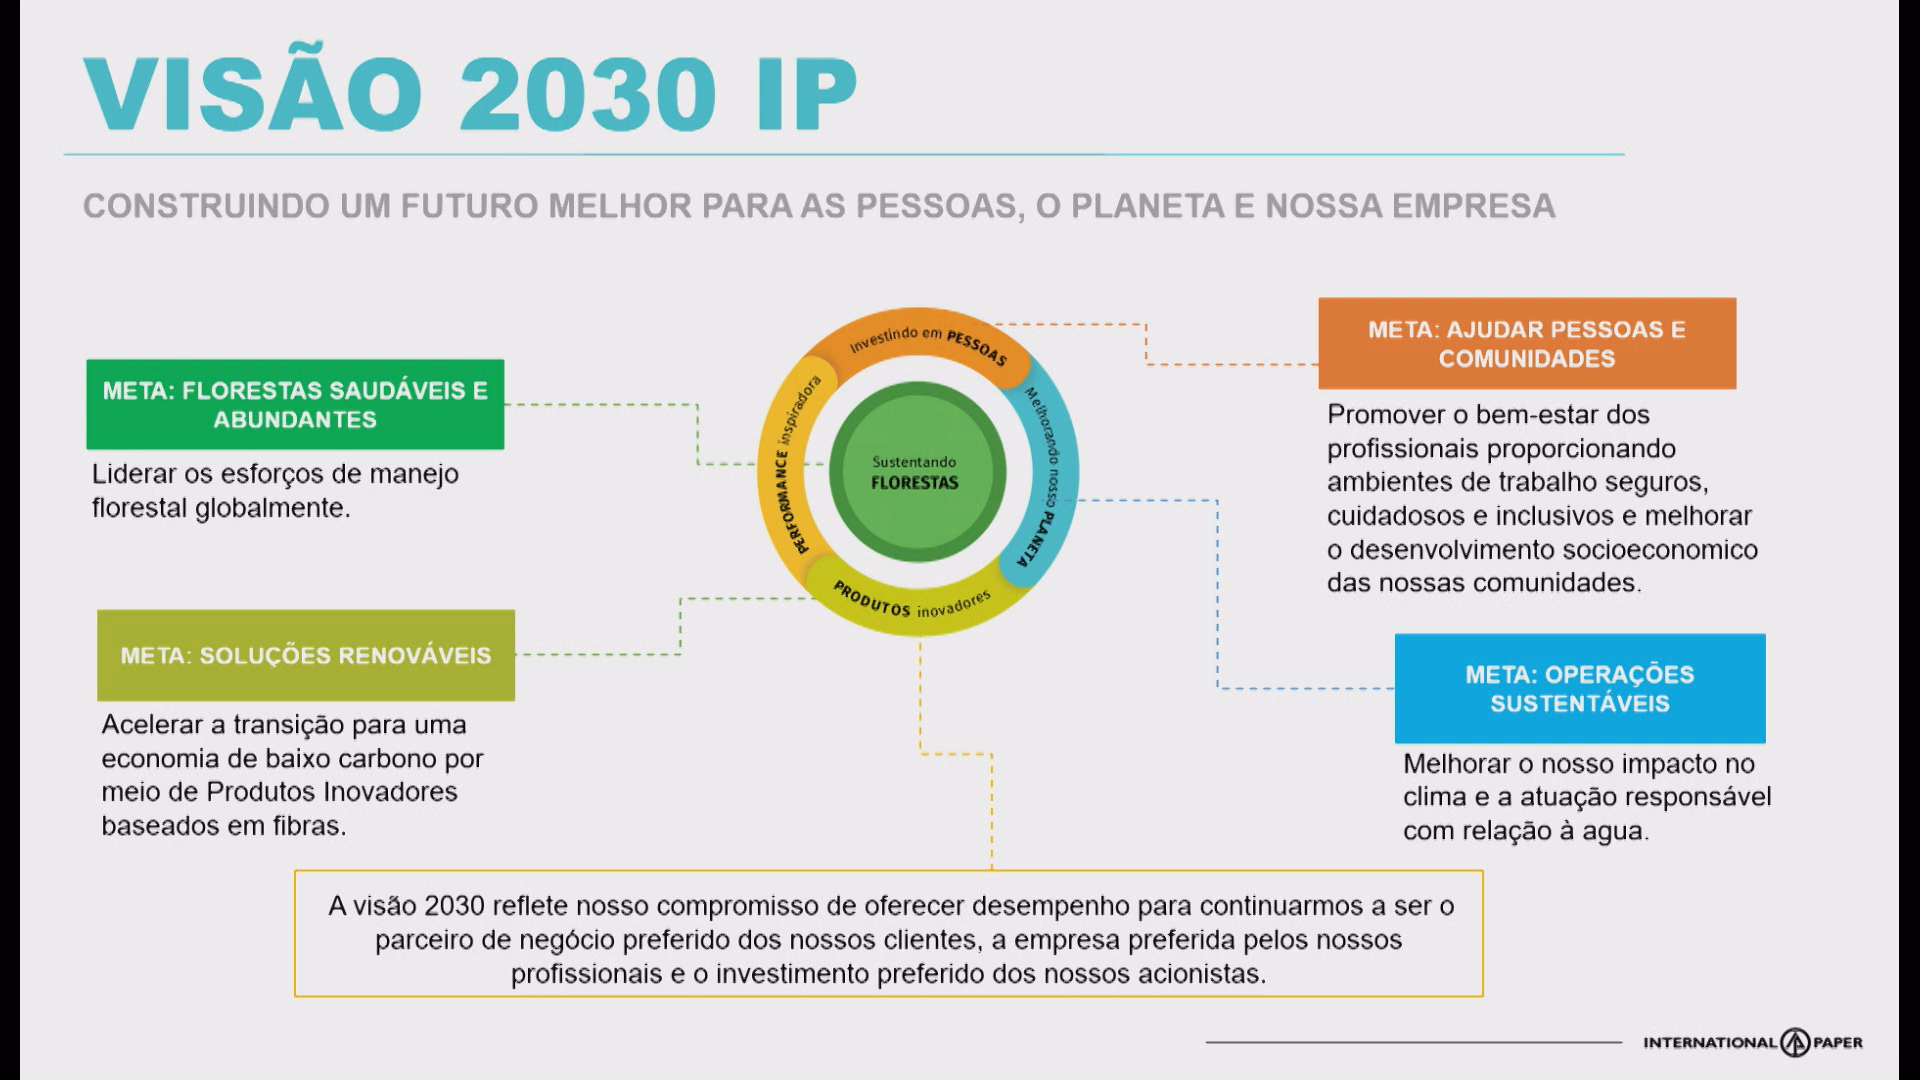 VISÃO 2030 IP
CONSTRUINDO UM FUTURO MELHOR PARA AS PESSOAS, O PLANETA E NOSSA EMPRESA
META: FLORESTAS SAUDÁVEIS E
ABUNDANTES
Liderar os esforços de manejo
florestal globalmente.
META: SOLUÇÕES RENOVÁVEIS
Acelerar a transição para uma
economia de baixo carbono por
meio de Produtos Inovadores
baseados em fibras.
Investindo em PESSOAS
Melhorando nosso PLANETA
PRODUTOS inovadores
PERFORMANCE inspiradora
Sustentando
FLORESTAS
META: AJUDAR PESSOAS E
COMUNIDADES
Promover o bem-estar dos
profissionais proporcionando
ambientes de trabalho seguros,
cuidadosos e inclusivos e melhorar
o desenvolvimento socioeconomico
das nossas comunidades.
META: OPERAÇÕES
SUSTENTÁVEIS
Melhorar o nosso impacto no
clima e a atuação responsável
com relação à agua.
A visão 2030 reflete nosso compromisso de oferecer desempenho para continuarmos a ser o
parceiro de negócio preferido dos nossos clientes, a empresa preferida pelos nossos
profissionais e o investimento preferido dos nossos acionistas.
INTERNATIONAL PAPER